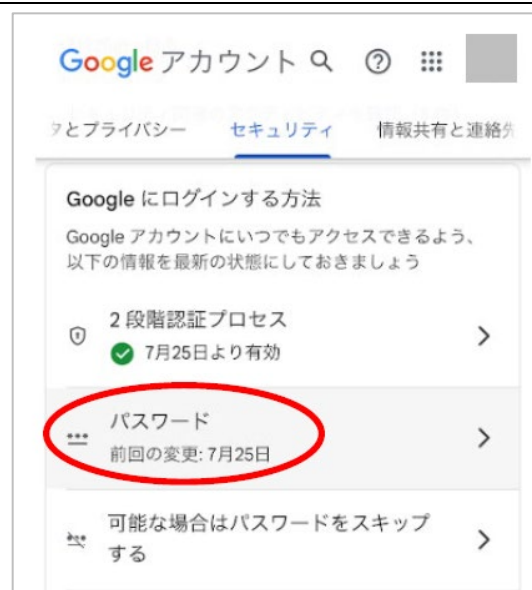 Google アカウント
タとプライバシー セキュリティ 情報共有と連絡先
Google にログインする方法
Google アカウントにいつでもアクセスできるよう、
以下の情報を最新の状態にしておきましょう
2 段階認証プロセス
7月25日より有効
パスワード
前回の変更: 7月25日
可能な場合はパスワードをスキップ
する